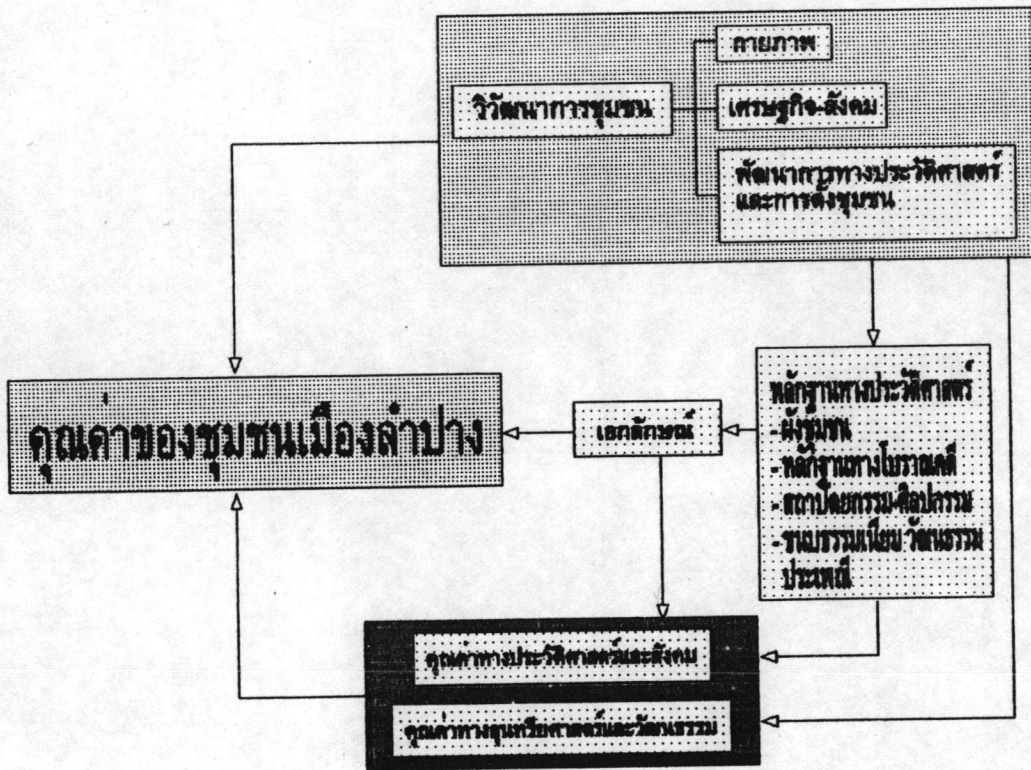 กายภาพ
วิวัฒนาการชุมชน
เศรษฐกิจ-สังคม
พัฒนาการทางประวัติศาสตร์
และการตั้งชุมชน
คุณค่าของชุมชนเมืองลำปาง
เอกลักษณ์
หลักฐานทางประวัติศาสตร์
- ผังชุมชน
- หลักฐานทางโบราณคดี
- สถาปัตยกรรม-ศิลปกรรม
- ขนบธรรมเนียม วัฒนธรรม
ประเพณี
คุณค่าทางประวัติศาสตร์และสังคม
คุณค่าทางสุนทรียศาสตร์และวัฒนธรรม